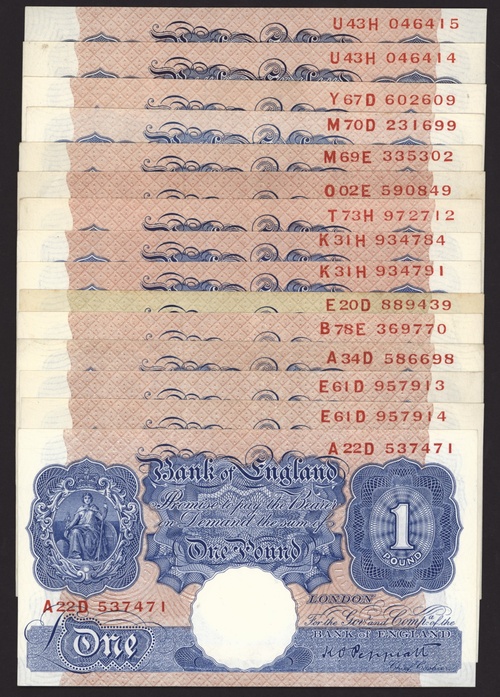 U43H 046415
U43H 046414
Y67D 602609
M70D 231699
M69E 335302
O02E 590849
T73H 972712
K31H 934784
K31H 934791
E20D 889439
B78E 369770
A34D 586698
E61D 957913
E61D 957914
A22D 537471
Bank of England
Promise to pay the Bearer
on Demand the sum of
One Pound
1
POUND
A22D 537471
LONDON
For the Govr. and Compa. of the
BANK OF ENGLAND
One
K.O. Peppiatt
Chief Cashier